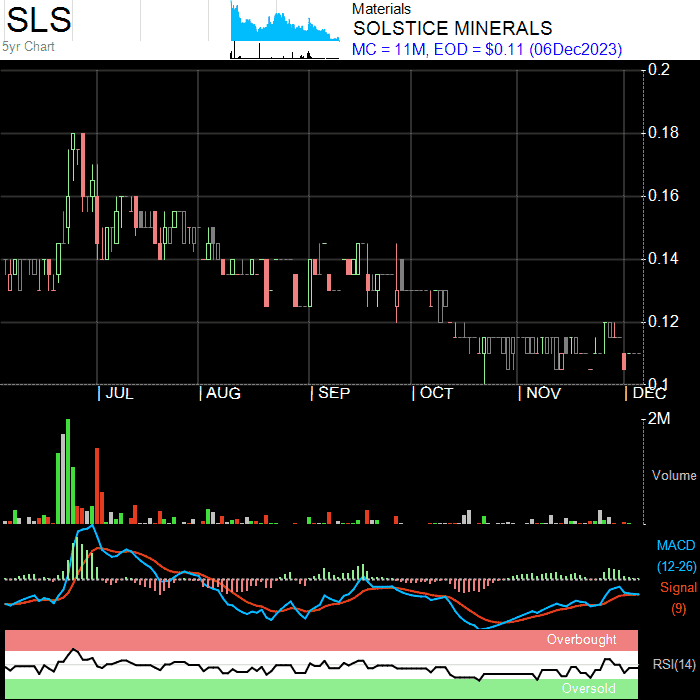 SLS
5yr Chart
Materials
SOLSTICE MINERALS
MC = 11M, EOD = $0.11 (06Dec2023)
0.2
0.18
0.16
0.14
0.12
0.1
| JUL | AUG | SEP | OCT | NOV | DEC
2M
Volume
MACD
(12-26)
Signal
(9)
Overbought
RSI(14)
Oversold